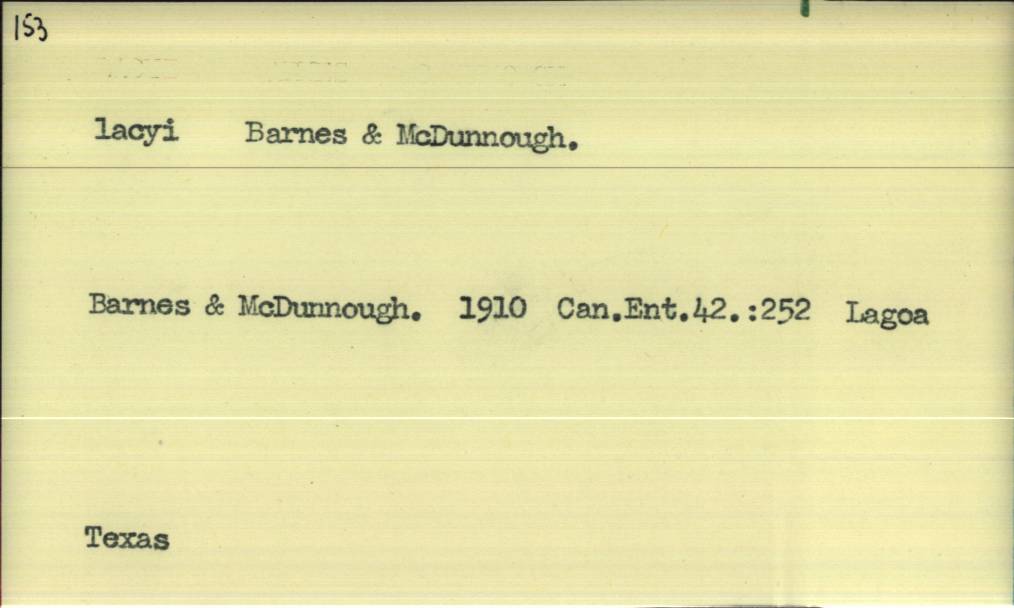 153
lacyi Barnes & McDunnough.
Barnes & McDunnough. 1910 Can.Ent.42.:252 Lagoa
Texas